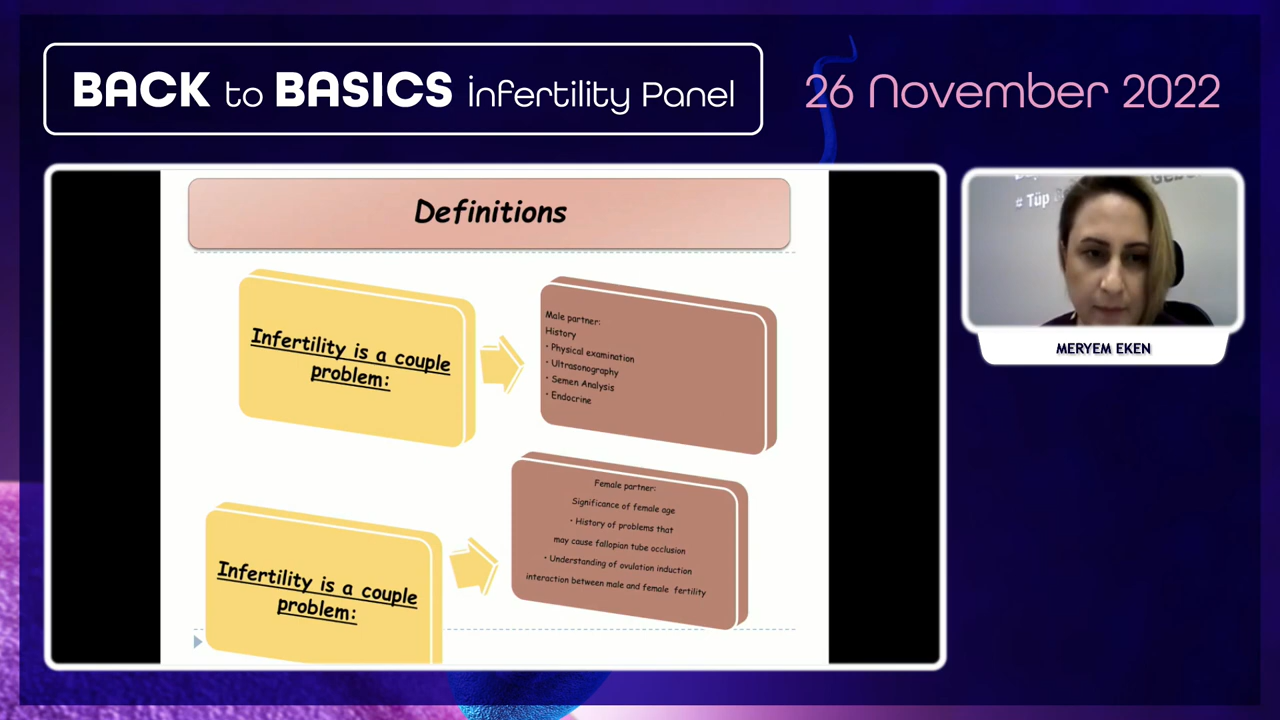 BACK to BASICS infertility Panel
26 November 2022
Definitions
Infertility is a couple
problem:
Male partner:
History
• Physical examination
• Ultrasonography
• Semen Analysis
• Endocrine
Infertility is a couple
problem:
Female partner:
Significance of female age
• History of problems that
may cause fallopian tube occlusion
• Understanding of ovulation induction
interaction between male and female fertility
# Tüp
MERYEM EKEN